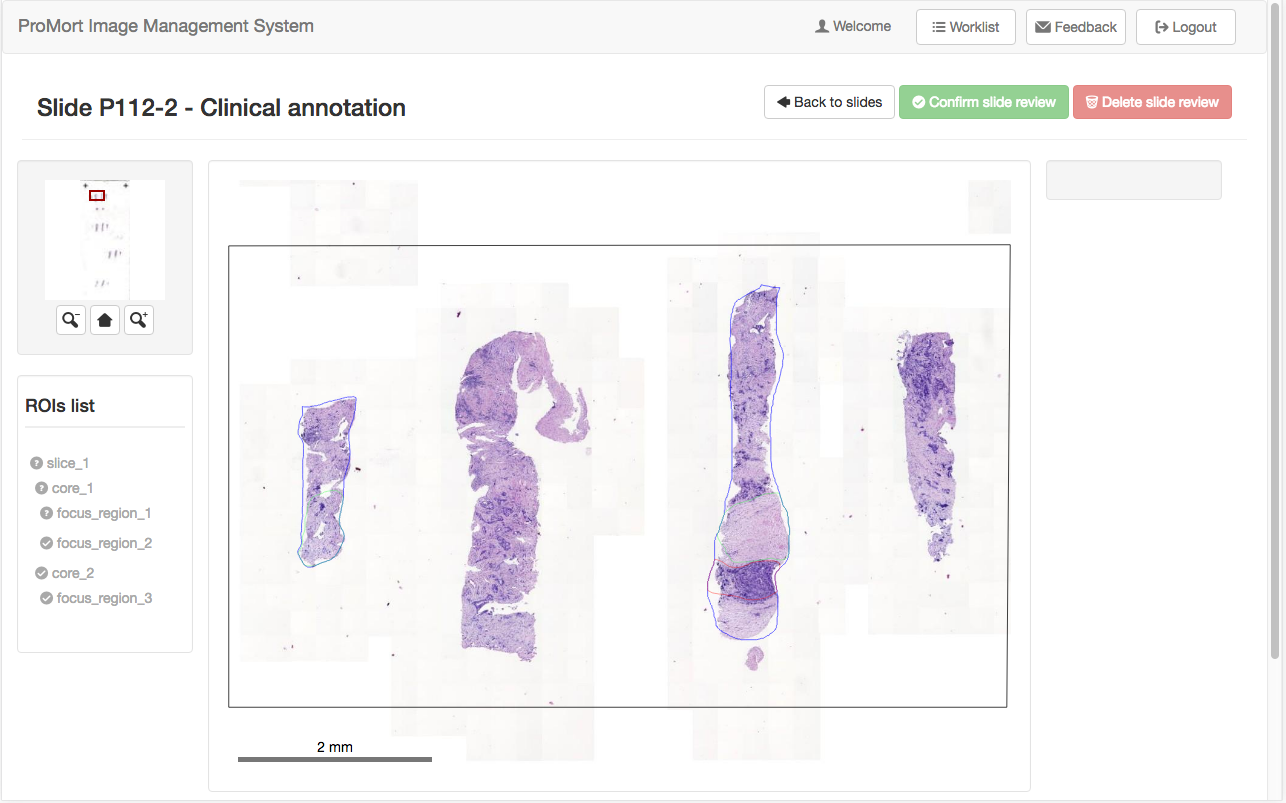 ProMort Image Management System
Welcome
Worklist
Feedback
Logout
Slide P112-2 - Clinical annotation
Back to slides
Confirm slide review
Delete slide review
ROIs list
slice_1
core_1
focus_region_1
focus_region_2
core_2
focus_region_3
2 mm